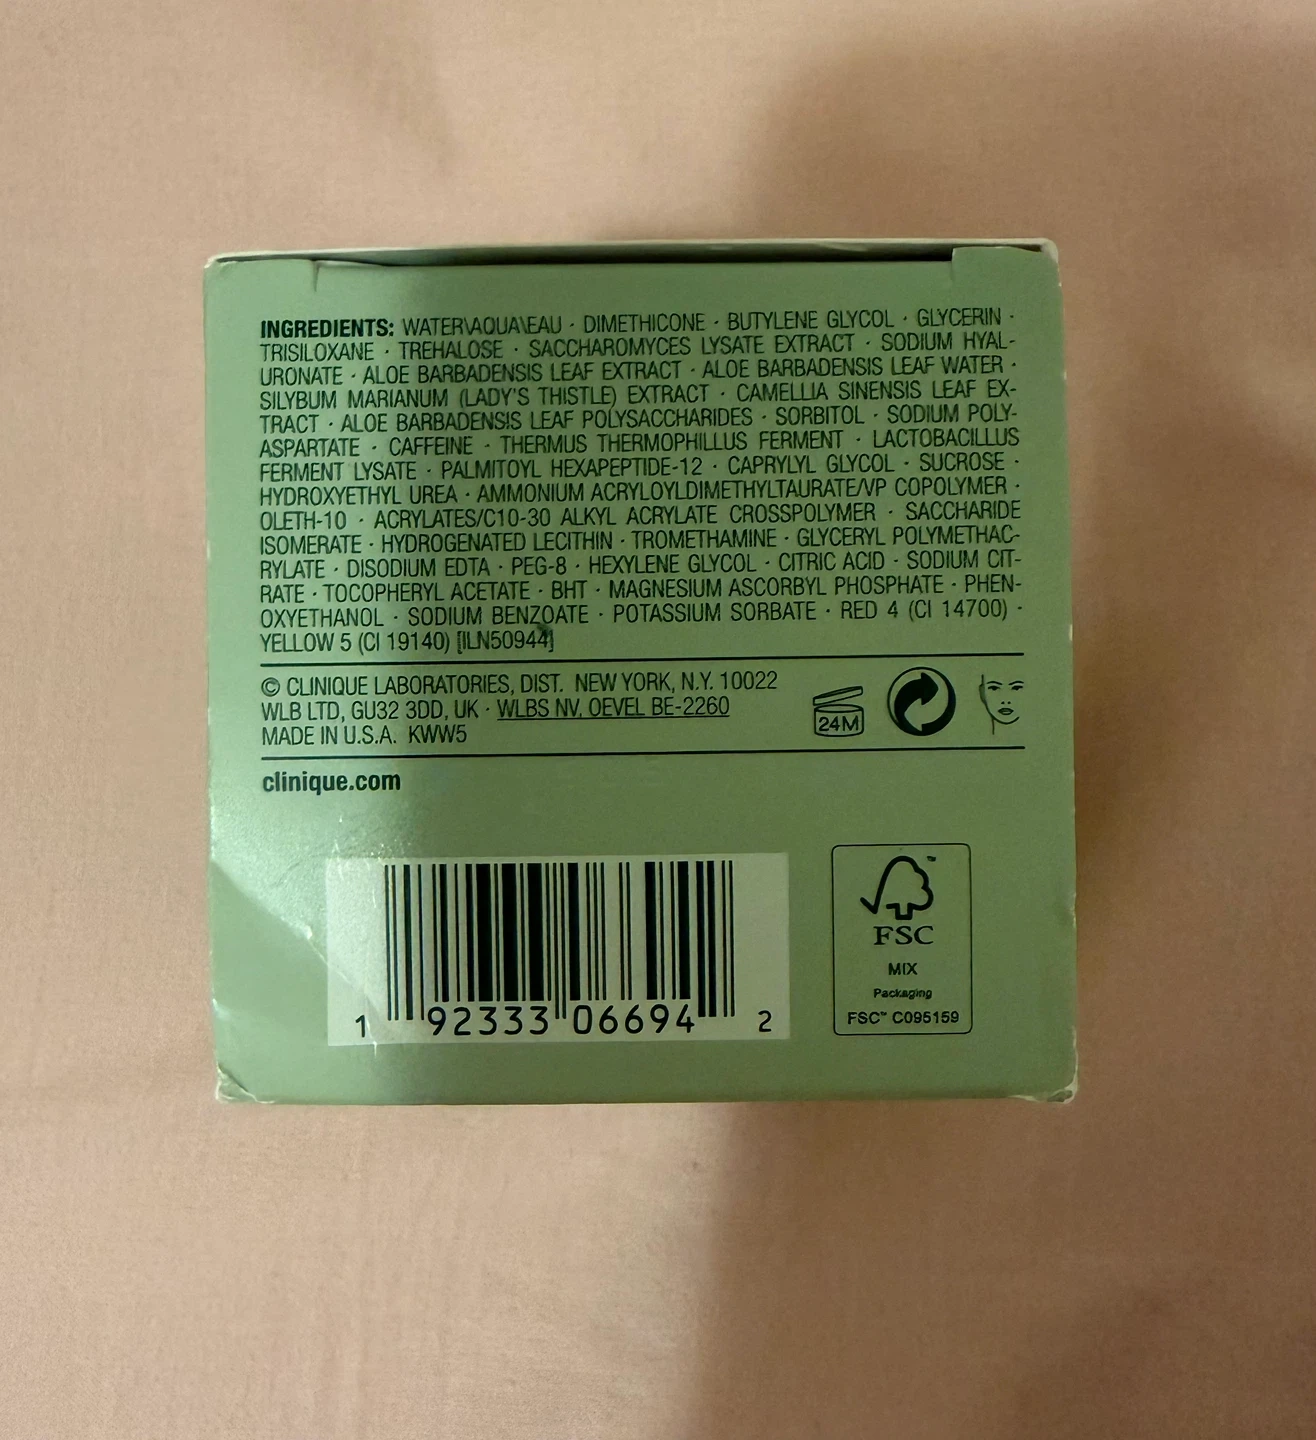 INGREDIENTS: WATER\AQUA\EAU · DIMETHICONE · BUTYLENE GLYCOL · GLYCERIN ·
TRISILOXANE · TREHALOSE · SACCHAROMYCES LYSATE EXTRACT · SODIUM HYAL-
URONATE · ALOE BARBADENSIS LEAF EXTRACT · ALOE BARBADENSIS LEAF WATER ·
SILYBUM MARIANUM (LADY'S THISTLE) EXTRACT · CAMELLIA SINENSIS LEAF EX-
TRACT · ALOE BARBADENSIS LEAF POLYSACCHARIDES · SORBITOL · SODIUM POLY-
ASPARTATE · CAFFEINE · THERMUS THERMOPHILLUS FERMENT · LACTOBACILLUS
FERMENT LYSATE · PALMITOYL HEXAPEPTIDE-12 · CAPRYLYL GLYCOL · SUCROSE ·
HYDROXYETHYL UREA · AMMONIUM ACRYLOYLDIMETHYLTAURATE/VP COPOLYMER ·
OLETH-10 · ACRYLATES/C10-30 ALKYL ACRYLATE CROSSPOLYMER · SACCHARIDE
ISOMERATE · HYDROGENATED LECITHIN · TROMETHAMINE · GLYCERYL POLYMETHAC-
RYLATE · DISODIUM EDTA · PEG-8 · HEXYLENE GLYCOL · CITRIC ACID · SODIUM CIT-
RATE · TOCOPHERYL ACETATE · BHT · MAGNESIUM ASCORBYL PHOSPHATE · PHEN-
OXYETHANOL · SODIUM BENZOATE · POTASSIUM SORBATE · RED 4 (CI 14700) ·
YELLOW 5 (CI 19140) [ILN50944]
© CLINIQUE LABORATORIES, DIST. NEW YORK, N.Y. 10022
WLB LTD, GU32 3DD, UK · WLBS NV, OEVEL BE-2260
MADE IN U.S.A. KWW5
24M
clinique.com
1 92333 06694 2
FSC
MIX
Packaging
FSC™ C095159